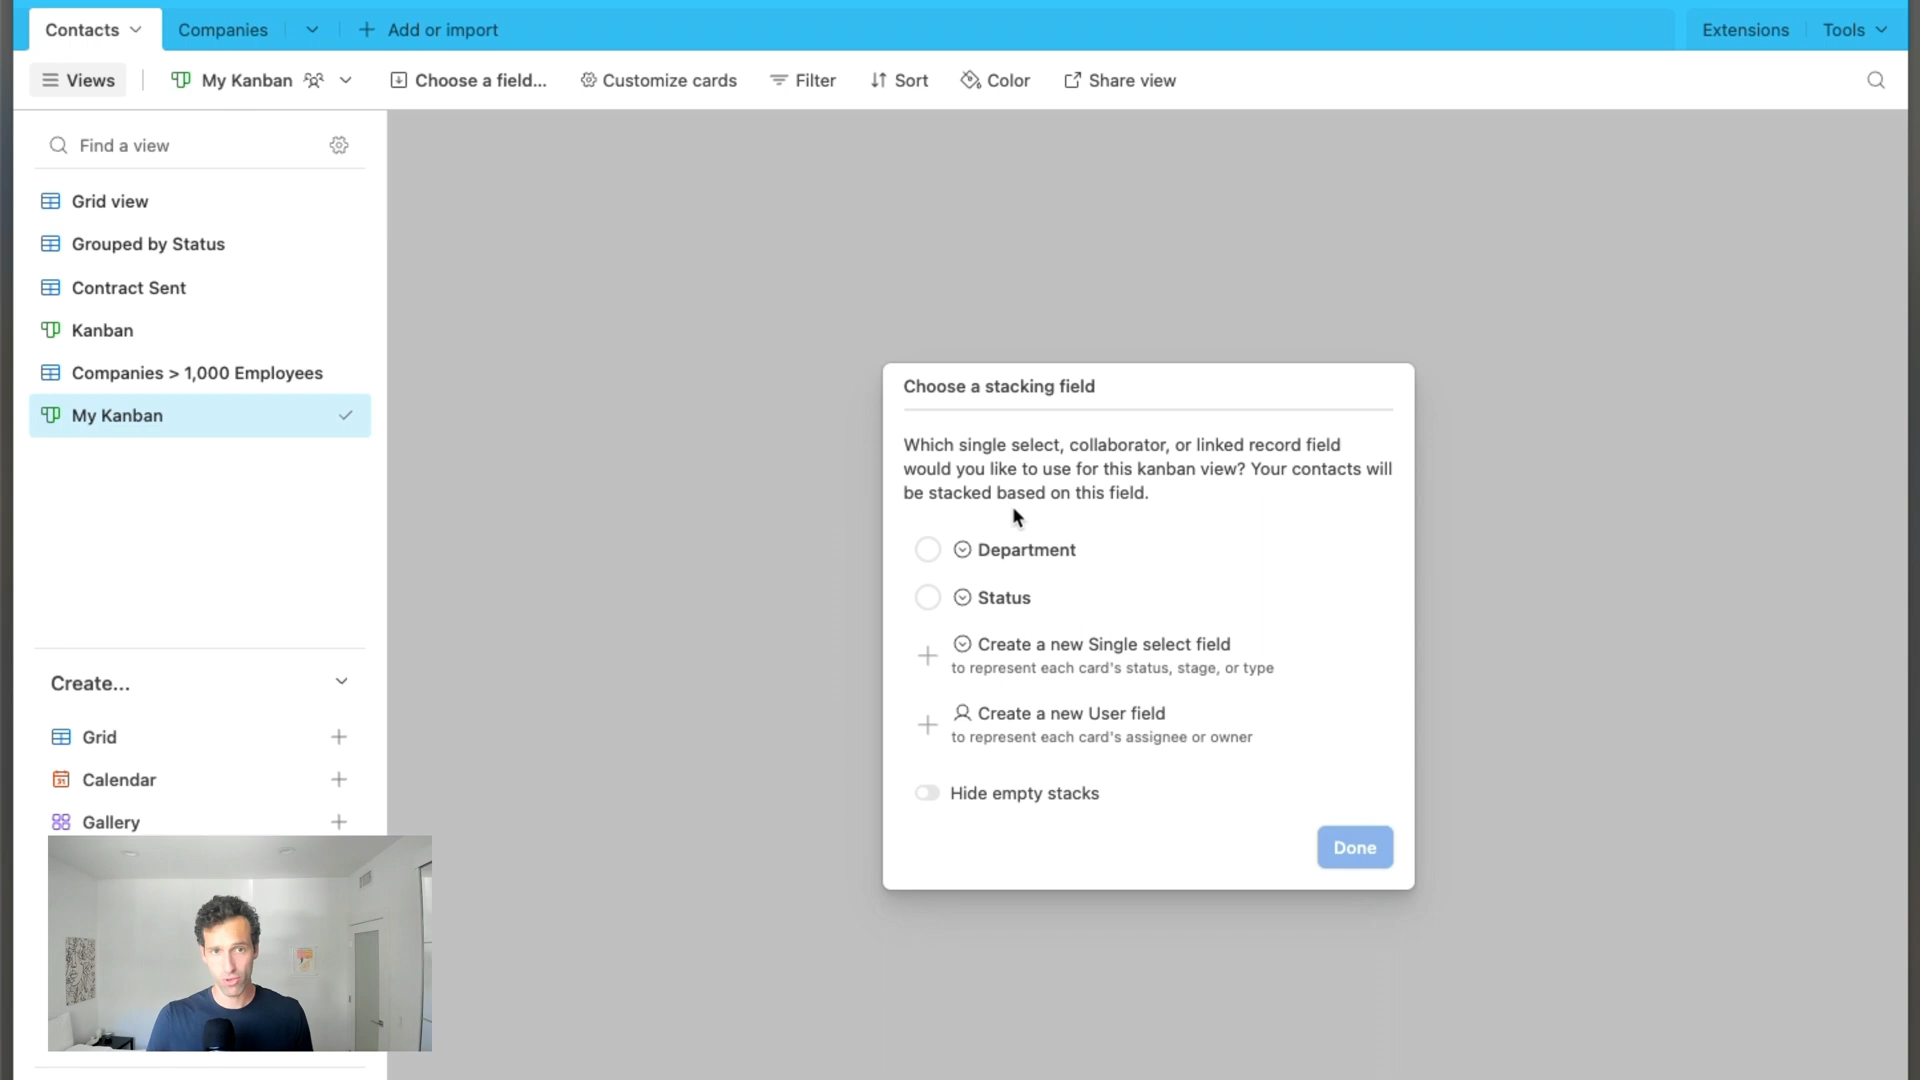 Contacts
Companies
Add or import
Extensions
Tools
Views
My Kanban
Choose a field...
Customize cards
Filter
Sort
Color
Share view
Find a view
Grid view
Grouped by Status
Contract Sent
Kanban
Companies > 1,000 Employees
My Kanban
Create...
Grid
31
Calendar
Gallery
Choose a stacking field
Which single select, collaborator, or linked record field
would you like to use for this kanban view? Your contacts will
be stacked based on this field.
Department
Status
Create a new Single select field
to represent each card's status, stage, or type
Create a new User field
to represent each card's assignee or owner
Hide empty stacks
Done